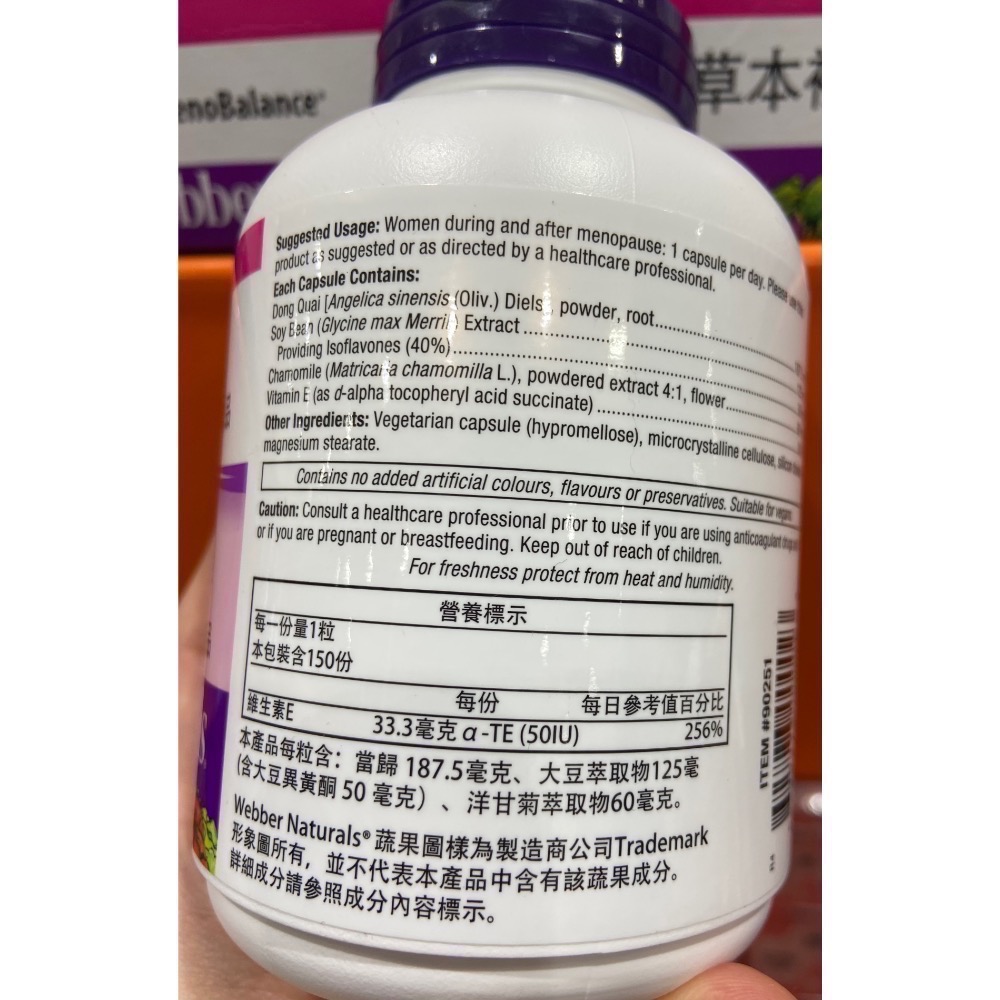 enoBalance
草本
bbe
Suggested Usage: Women during and after menopause: 1 capsule per day. Please
product as suggested or as directed by a healthcare professional.
Each Capsule Contains:
Dong Quai [Angelica sinensis (Oliv.) Diels], powder, root
Soy Bean (Glycine max Merrill) Extract
Providing Isoflavones (40%)
Chamomile (Matricaria chamomilla L.), powdered extract 4:1, flower
Vitamin E (as d-alpha tocopheryl acid succinate)
Other Ingredients: Vegetarian capsule (hypromellose), microcrystalline cellulose, silicon
magnesium stearate.
Contains no added artificial colours, flavours or preservatives. Suitable for vegans
Caution: Consult a healthcare professional prior to use if you are using anticoagulant drugs
or if you are pregnant or breastfeeding. Keep out of reach of children.
For freshness protect from heat and humidity.
營養標示
每一份量1粒
本包裝含150份
每份 每日參考值百分比
維生素E 33.3毫克 α-TE (50IU) 256%
本產品每粒含：當歸 187.5毫克、大豆萃取物125毫
(含大豆異黃酮 50 毫克）、洋甘菊萃取物60毫克。
Webber Naturals® 蔬果圖樣為製造商公司Trademark
形象圖所有，並不代表本產品中含有該蔬果成分。
詳細成分請參照成分內容標示。
ITEM #90251